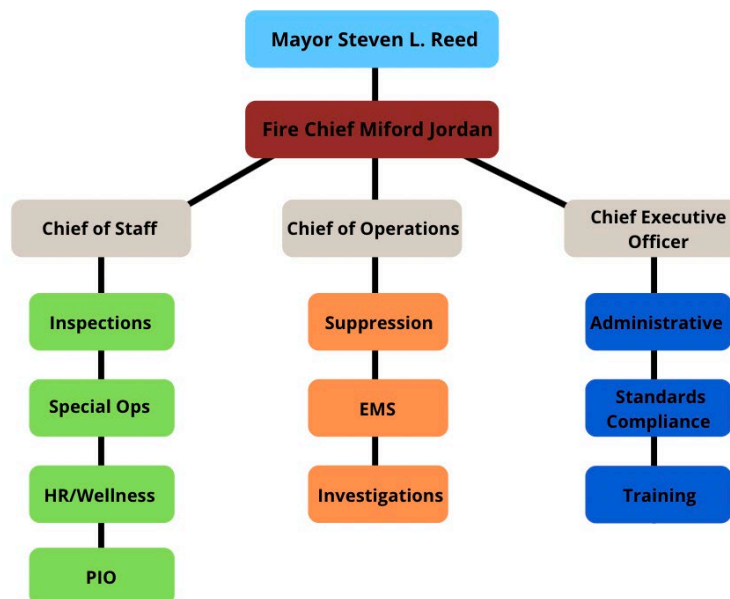 Mayor Steven L. Reed
Fire Chief Miford Jordan
Chief of Staff
Chief of Operations
Chief Executive
Officer
Inspections
Suppression
Administrative
Special Ops
EMS
Standards
Compliance
HR/Wellness
Investigations
Training
PIO